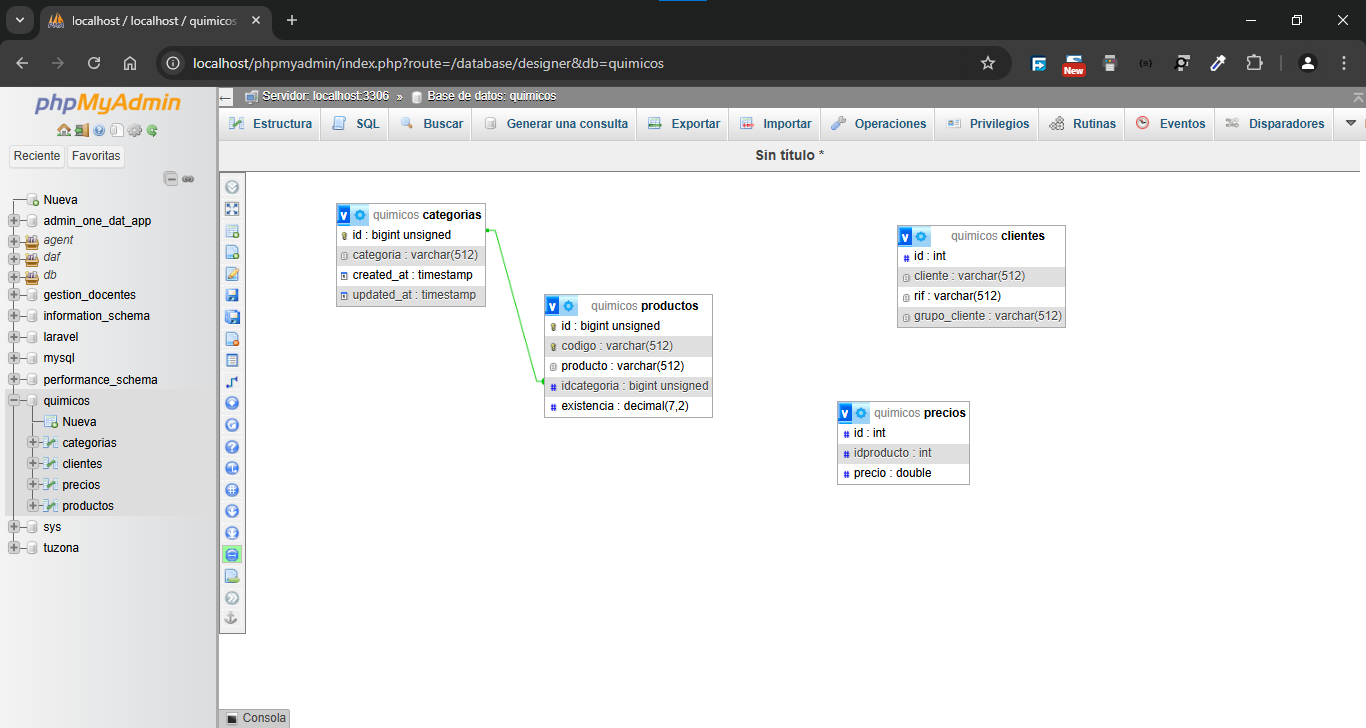 localhost / localhost / quimicos
localhost/phpmyadmin/index.php?route=/database/designer&db=quimicos
New
phpMyAdmin
Reciente Favoritas
Nueva
admin_one_dat_app
agent
daf
db
gestion_docentes
information_schema
laravel
mysql
performance_schema
quimicos
Nueva
categorias
clientes
precios
productos
sys
tuzona
Servidor: localhost:3306 » Base de datos: quimicos
Estructura SQL Buscar Generar una consulta Exportar Importar Operaciones Privilegios Rutinas Eventos Disparadores
Sin título *
quimicos categorias
id : bigint unsigned
categoria : varchar(512)
created_at : timestamp
updated_at : timestamp
quimicos productos
id : bigint unsigned
codigo : varchar(512)
producto : varchar(512)
idcategoria : bigint unsigned
existencia : decimal(7,2)
quimicos clientes
id : int
cliente : varchar(512)
rif : varchar(512)
grupo_cliente : varchar(512)
quimicos precios
id : int
idproducto : int
precio : double
Consola